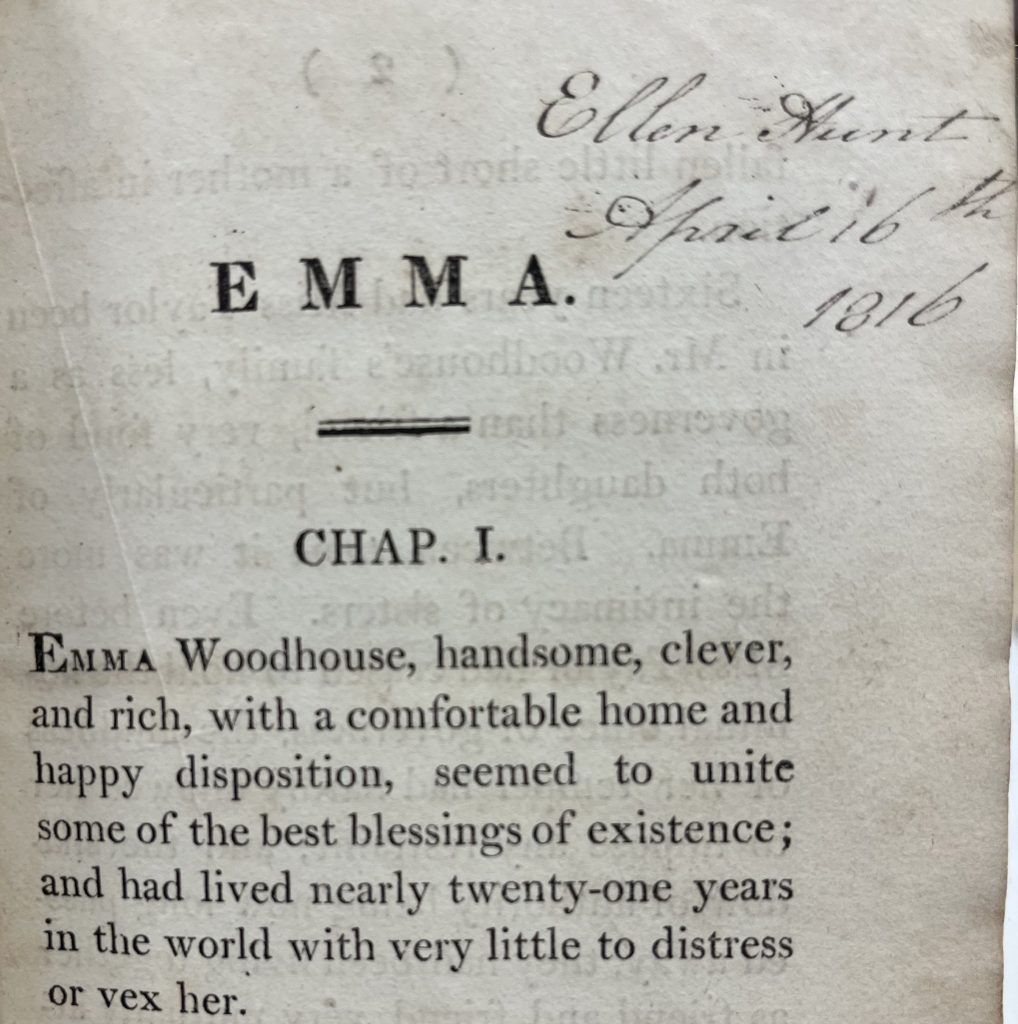 Ellen Hunt
April 16th
1816
EMMA.
CHAP. I.
EMMA Woodhouse, handsome, clever,
and rich, with a comfortable home and
happy disposition, seemed to unite
some of the best blessings of existence;
and had lived nearly twenty-one years
in the world with very little to distress
or vex her.